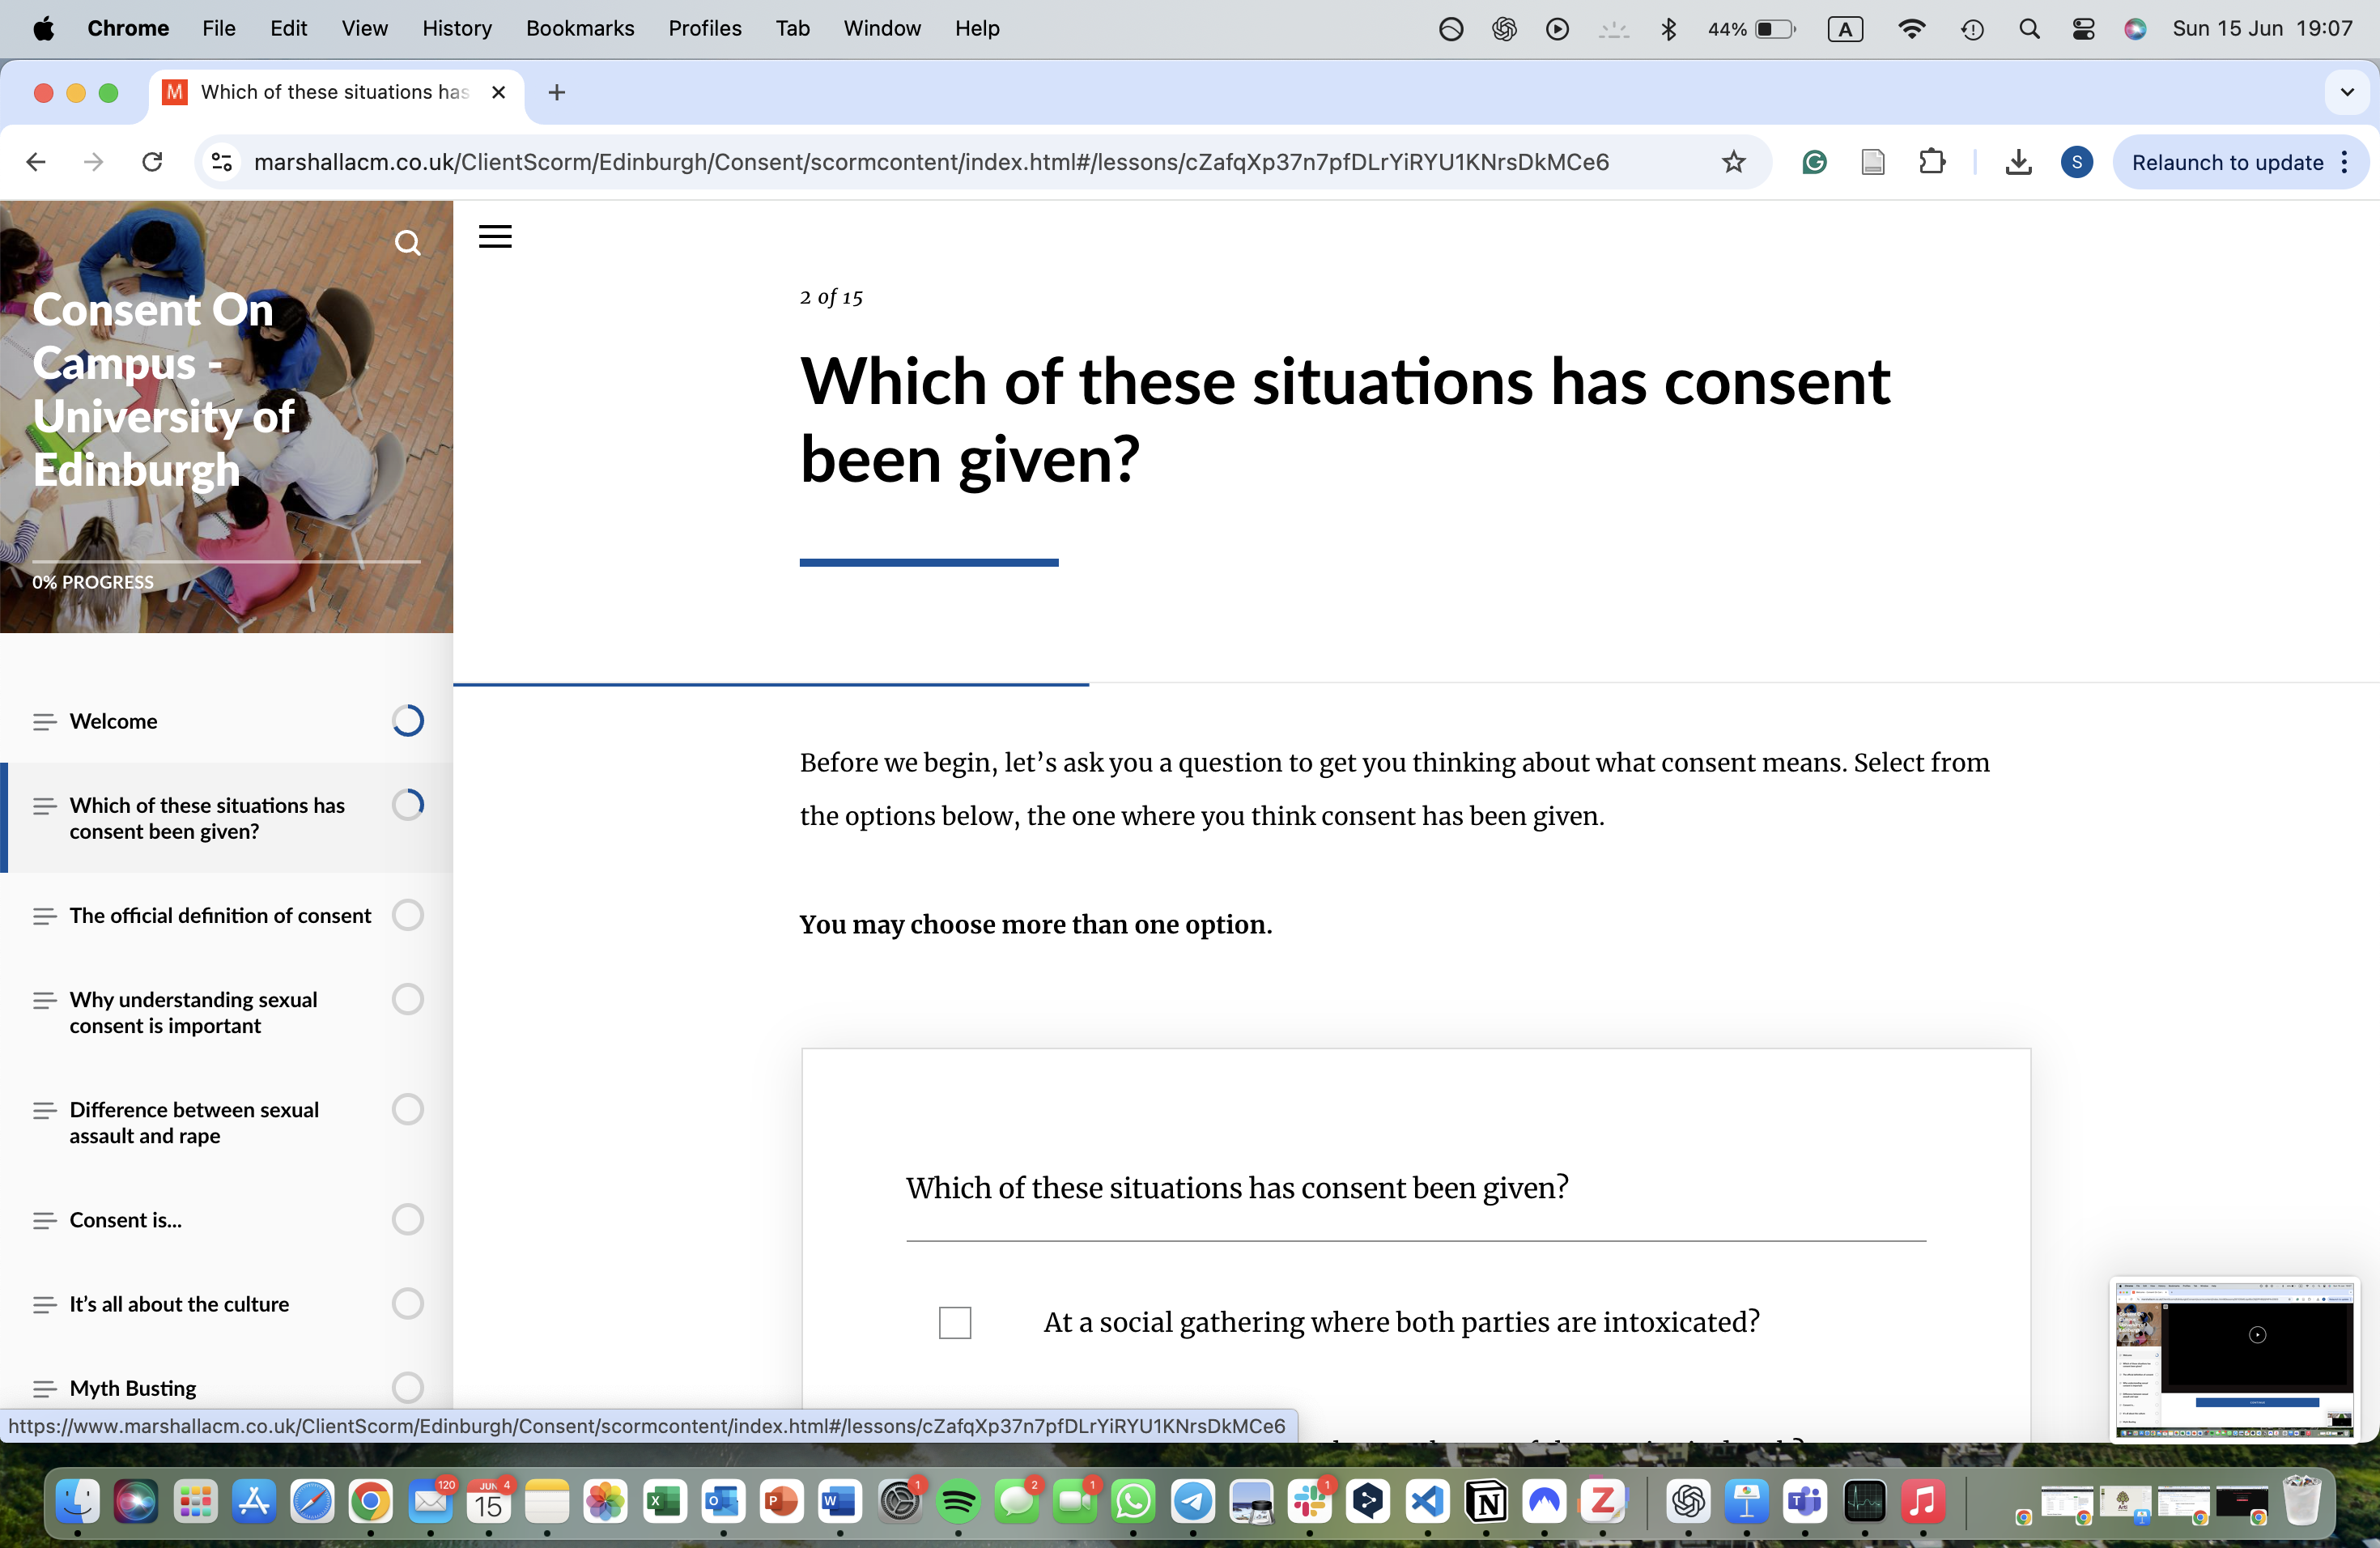 Chrome File Edit View History Bookmarks Profiles Tab Window Help
44% A Sun 15 Jun 19:07
M Which of these situations has
marshallacm.co.uk/ClientScorm/Edinburgh/Consent/scormcontent/index.html#/lessons/cZafqXp37n7pfDLrYiRYU1KNrsDkMCe6
S Relaunch to update
Consent On
Campus -
University of
Edinburgh
0% PROGRESS
Welcome
Which of these situations has
consent been given?
The official definition of consent
Why understanding sexual
consent is important
Difference between sexual
assault and rape
Consent is...
It’s all about the culture
Myth Busting
2 of 15
Which of these situations has consent
been given?
Before we begin, let’s ask you a question to get you thinking about what consent means. Select from
the options below, the one where you think consent has been given.
You may choose more than one option.
Which of these situations has consent been given?
At a social gathering where both parties are intoxicated?
https://www.marshallacm.co.uk/ClientScorm/Edinburgh/Consent/scormcontent/index.html#/lessons/cZafqXp37n7pfDLrYiRYU1KNrsDkMCe6
120 JUN 4 15 1 2 1 1